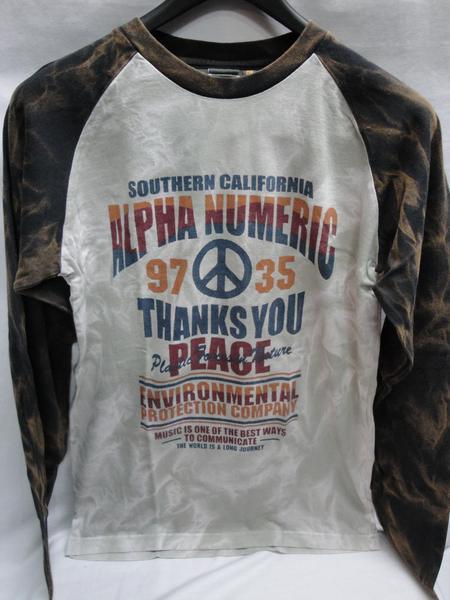 SOUTHERN CALIFORNIA
ALPHA NUMERIC
97 35
THANKS YOU
PEACE
ENVIRONMENTAL
PROTECTION COMPANY
MUSIC IS ONE OF THE BEST WAYS
TO COMMUNICATE
THE WORLD IS A LONG JOURNEY